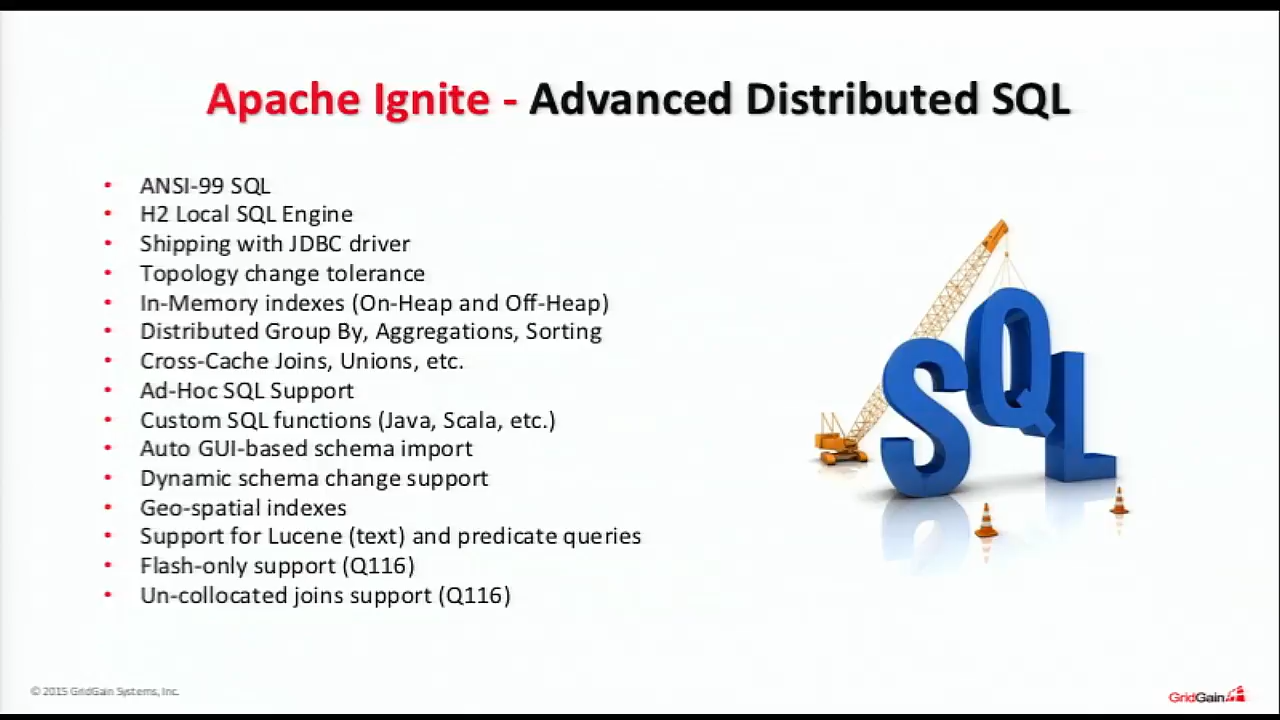 Apache Ignite - Advanced Distributed SQL
• ANSI-99 SQL
• H2 Local SQL Engine
• Shipping with JDBC driver
• Topology change tolerance
• In-Memory indexes (On-Heap and Off-Heap)
• Distributed Group By, Aggregations, Sorting
• Cross-Cache Joins, Unions, etc.
• Ad-Hoc SQL Support
• Custom SQL functions (Java, Scala, etc.)
• Auto GUI-based schema import
• Dynamic schema change support
• Geo-spatial indexes
• Support for Lucene (text) and predicate queries
• Flash-only support (Q116)
• Un-collocated joins support (Q116)
SQL
© 2015 GridGain Systems, Inc.
GridGain